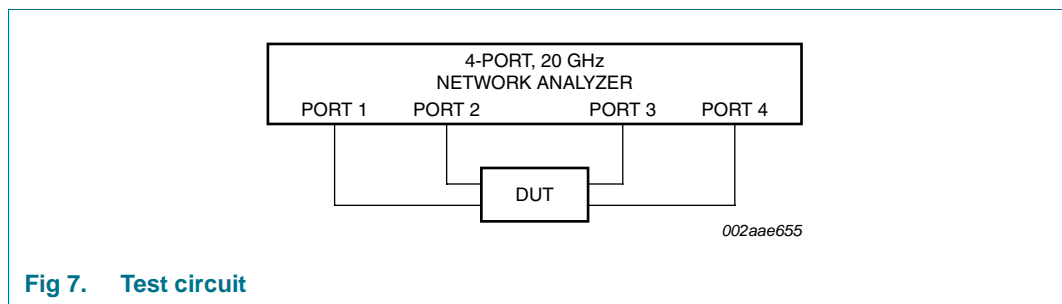 4-PORT, 20 GHz
NETWORK ANALYZER
PORT 1 PORT 2 PORT 3 PORT 4
DUT
002aae655
Fig 7. Test circuit